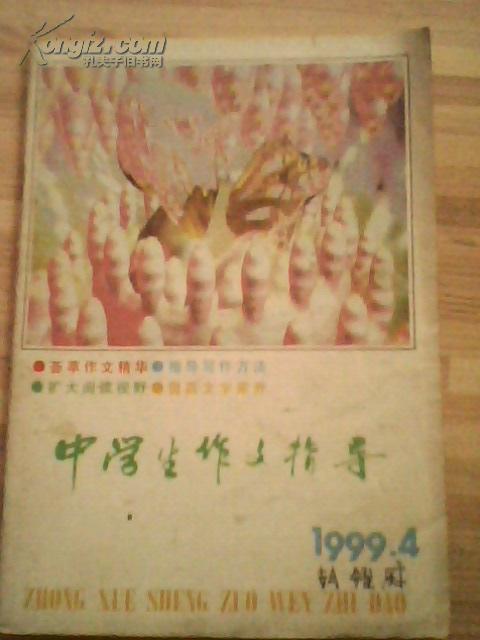 Kongfz.com
孔夫子旧书网
●荟萃作文精华●指导写作方法
●扩大阅读视野●提高文学素养
中学生作文指导
1999.4
ZHONG XUE SHENG ZUO WEN ZHI DAO